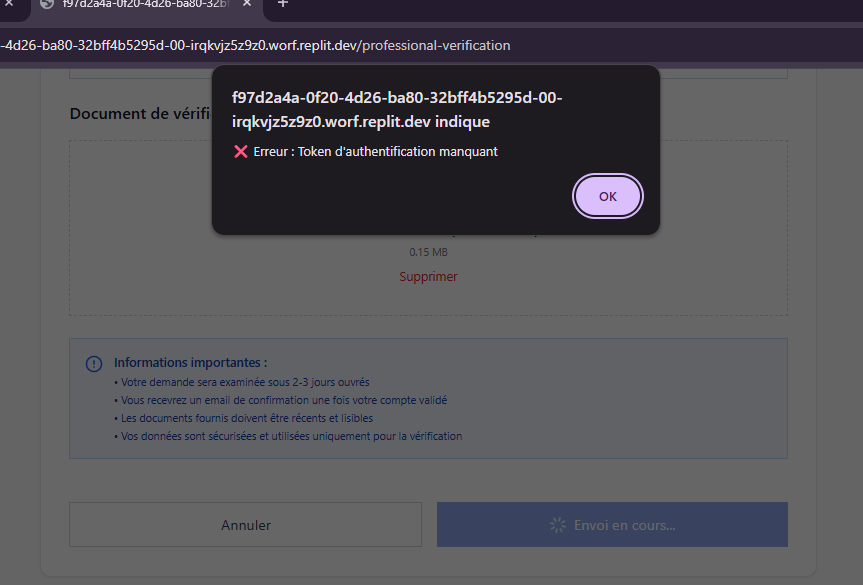 f97d2a4a-0f20-4d26-ba80-32bf
-4d26-ba80-32bff4b5295d-00-irqkvjz5z9z0.worf.replit.dev/professional-verification
f97d2a4a-0f20-4d26-ba80-32bff4b5295d-00-
irqkvjz5z9z0.worf.replit.dev indique
❌ Erreur : Token d'authentification manquant
OK
Document de vérifi
0.15 MB
Supprimer
Informations importantes :
• Votre demande sera examinée sous 2-3 jours ouvrés
• Vous recevrez un email de confirmation une fois votre compte validé
• Les documents fournis doivent être récents et lisibles
• Vos données sont sécurisées et utilisées uniquement pour la vérification
Annuler
Envoi en cours...